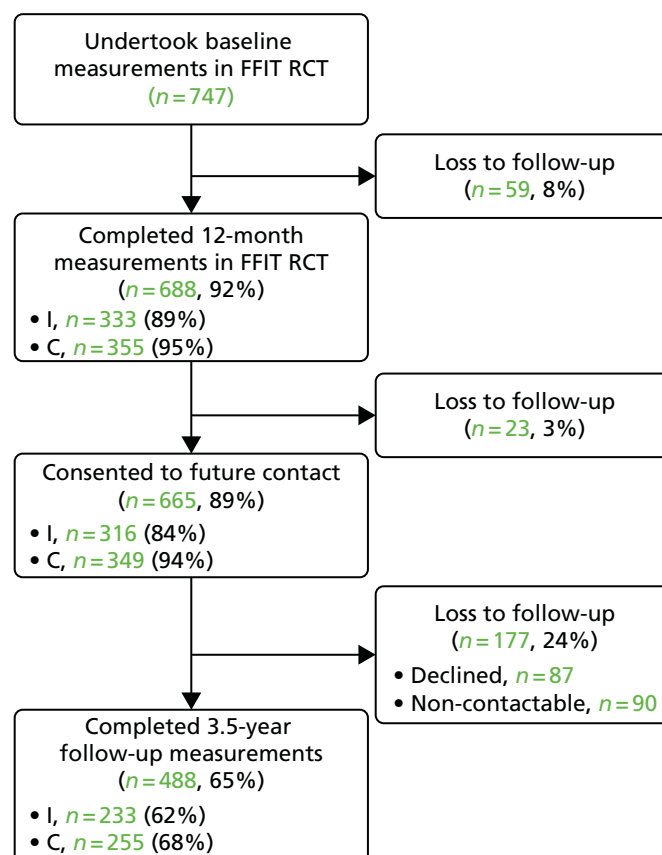 Undertook baseline
measurements in FFIT RCT
(n=747)
Loss to follow-up
(n=59, 8%)
Completed 12-month
measurements in FFIT RCT
(n=688, 92%)
• I, n=333 (89%)
• C, n=355 (95%)
Loss to follow-up
(n=23, 3%)
Consented to future contact
(n=665, 89%)
• I, n=316 (84%)
• C, n=349 (94%)
Loss to follow-up
(n=177, 24%)
• Declined, n=87
• Non-contactable, n=90
Completed 3.5-year
follow-up measurements
(n=488, 65%)
• I, n=233 (62%)
• C, n=255 (68%)